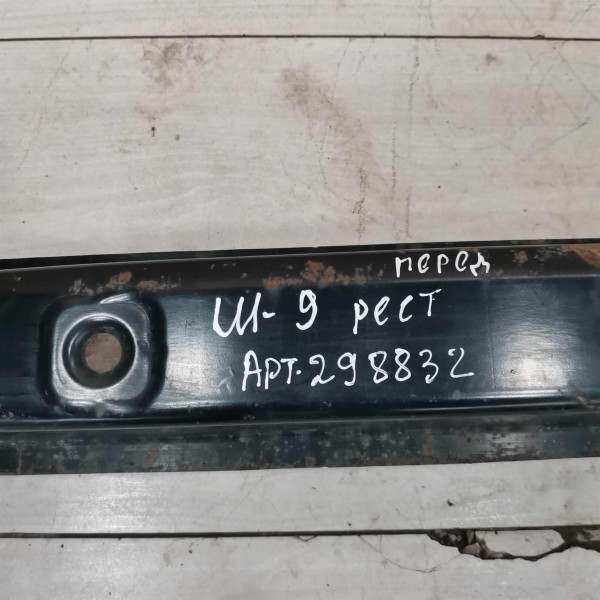 перед
Ш-9 рест
Арт.298832